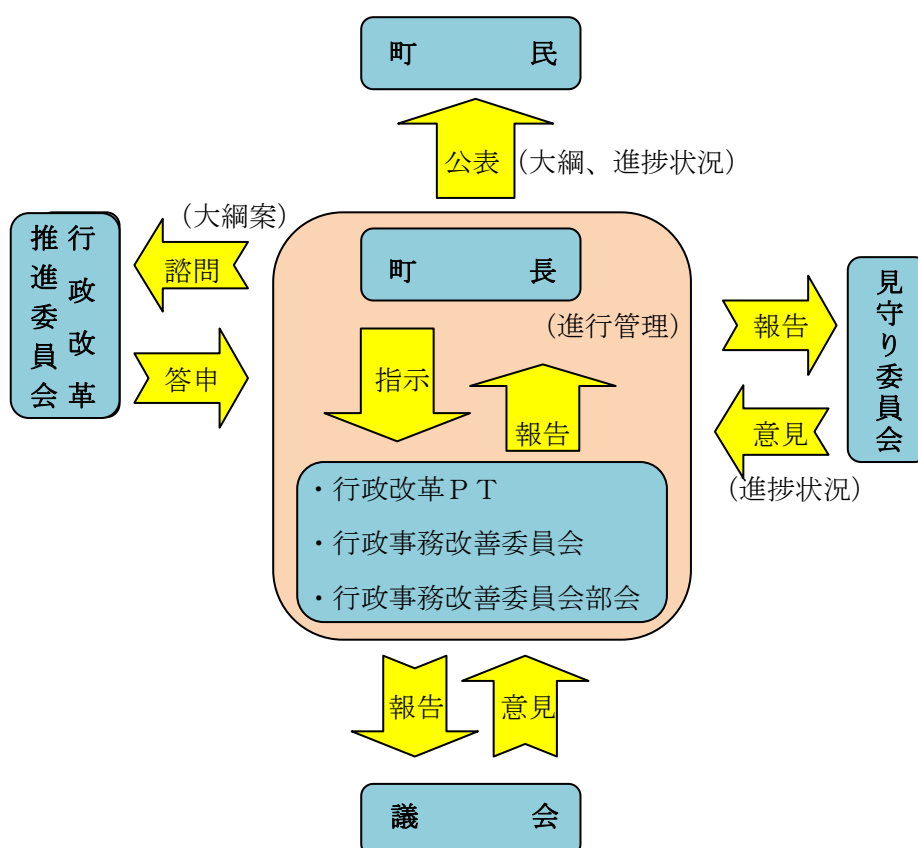 町　民
公表
(大綱、進捗状況)
(大綱案)
行政改革
推進委員会
諮問
答申
町　長
(進行管理)
指示
報告
・行政改革ＰＴ
・行政事務改善委員会
・行政事務改善委員会部会
報告
意見
(進捗状況)
見守り委員会
報告
意見
議　会